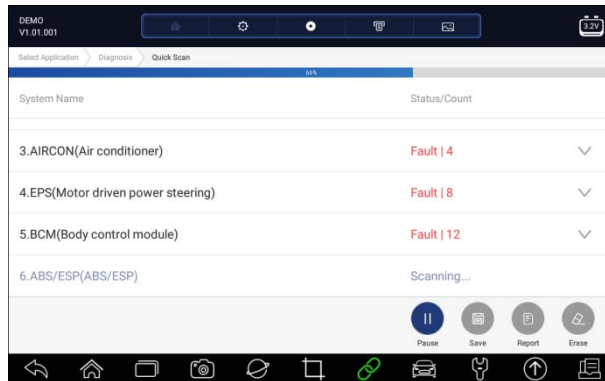 DEMO
V1.01.001
3.2V
Select Application Diagnosis Quick Scan
66%
System Name Status/Count
3.AIRCON(Air conditioner) Fault | 4
4.EPS(Motor driven power steering) Fault | 8
5.BCM(Body control module) Fault | 12
6.ABS/ESP(ABS/ESP) Scanning...
Pause Save Report Erase